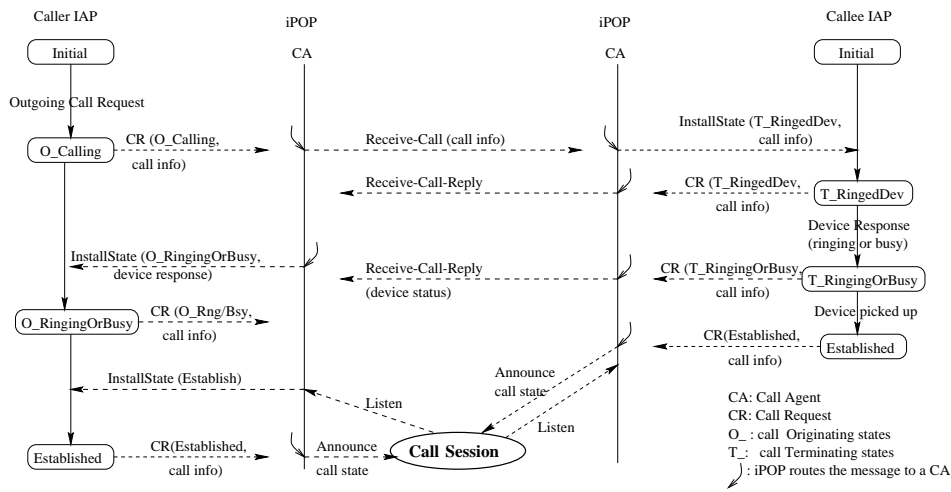 Caller IAP
iPOP
iPOP
Callee IAP
Initial
CA
CA
Initial
Outgoing Call Request
O_Calling
CR (O_Calling,
call info)
Receive-Call (call info)
InstallState (T_RingedDev,
call info)
Receive-Call-Reply
CR (T_RingedDev,
call info)
T_RingedDev
Device Response
(ringing or busy)
InstallState (O_RingingOrBusy,
device response)
Receive-Call-Reply
(device status)
CR (T_RingingOrBusy,
call info)
T_RingingOrBusy
O_RingingOrBusy
CR (O_Rng/Bsy,
call info)
Device picked up
CR(Established,
call info)
Established
InstallState (Establish)
Announce
call state
Listen
Listen
Call Session
Established
CR(Established,
call info)
Announce
call state
CA: Call Agent
CR: Call Request
O_ : call Originating states
T_: call Terminating states
: iPOP routes the message to a CA